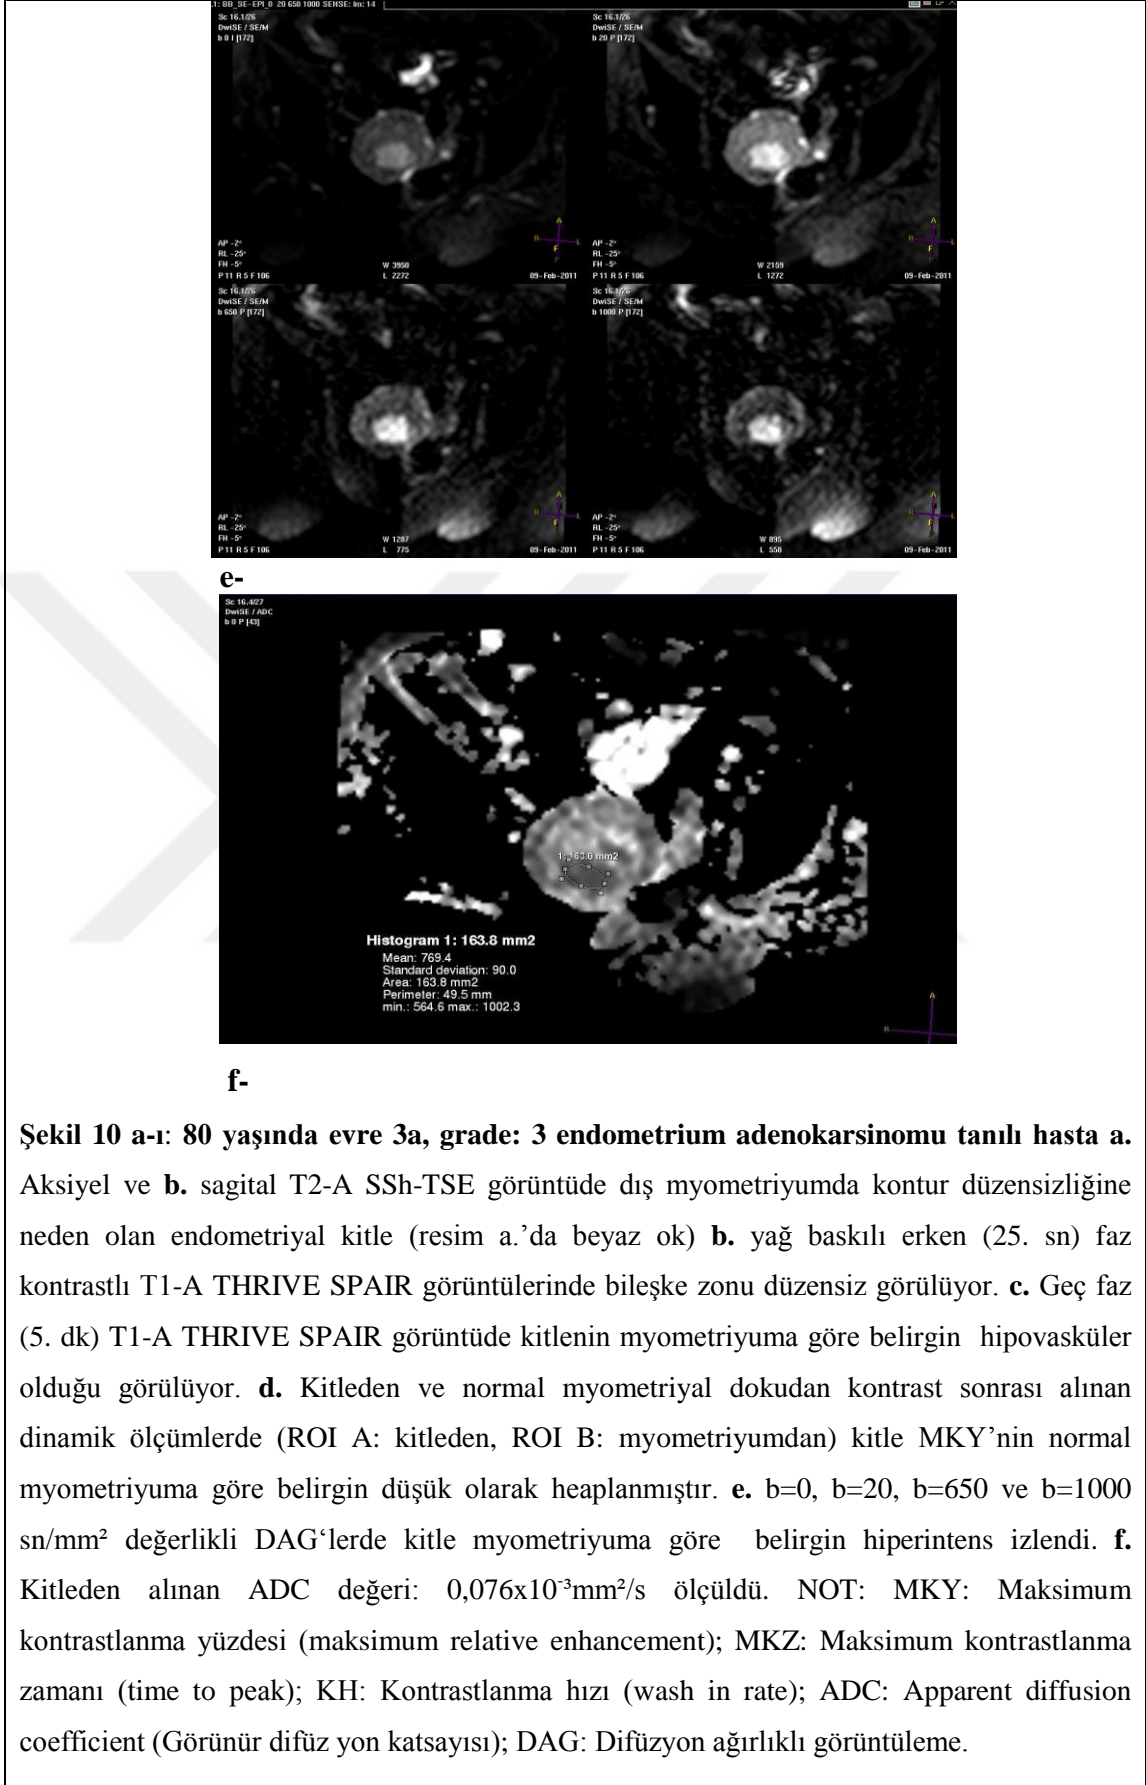 .1: BB_SE-EPI_0 20 650 1000 SENSE: Im: 14
Sc 16.1/26
DwiSE / SE/M
b 0 I [172]
AP -2°
RL -25°
FH -5°
P 11 R 5 F 106
W 3950
L 2272
09-Feb-2011
A
R
L
F
P
Sc 16.1/26
DwiSE / SE/M
b 20 P [172]
AP -2°
RL -25°
FH -5°
P 11 R 5 F 106
W 2159
L 1272
09-Feb-2011
A
R
L
F
P
Sc 16.1/26
DwiSE / SE/M
b 650 P [172]
AP -2°
RL -25°
FH -5°
P 11 R 5 F 106
W 1287
L 775
09-Feb-2011
A
R
L
F
Sc 16.1/26
DwiSE / SE/M
b 1000 P [172]
AP -2°
RL -25°
FH -5°
P 11 R 5 F 106
W 895
L 558
09-Feb-2011
A
R
L
F
e-
Sc 16.4/27
DwiSE / ADC
b 0 P [43]
1: 163.8 mm2
Histogram 1: 163.8 mm2
Mean: 769.4
Standard deviation: 90.0
Area: 163.8 mm2
Perimeter: 49.5 mm
min.: 564.6 max.: 1002.3
A
R
f-
Şekil 10 a-ı: 80 yaşında evre 3a, grade: 3 endometrium adenokarsinomu tanılı hasta a.
Aksiyel ve b. sagital T2-A SSh-TSE görüntüde dış myometriyumda kontur düzensizliğine
neden olan endometriyal kitle (resim a.’da beyaz ok) b. yağ baskılı erken (25. sn) faz
kontrastlı T1-A THRIVE SPAIR görüntülerinde bileşke zonu düzensiz görülüyor. c. Geç faz
(5. dk) T1-A THRIVE SPAIR görüntüde kitlenin myometriyuma göre belirgin hipovasküler
olduğu görülüyor. d. Kitleden ve normal myometriyal dokudan kontrast sonrası alınan
dinamik ölçümlerde (ROI A: kitleden, ROI B: myometriyumdan) kitle MKY’nin normal
myometriyuma göre belirgin düşük olarak heaplanmıştır. e. b=0, b=20, b=650 ve b=1000
sn/mm² değerlikli DAG‘lerde kitle myometriyuma göre belirgin hiperintens izlendi. f.
Kitleden alınan ADC değeri: 0,076x10⁻³mm²/s ölçüldü. NOT: MKY: Maksimum
kontrastlanma yüzdesi (maksimum relative enhancement); MKZ: Maksimum kontrastlanma
zamanı (time to peak); KH: Kontrastlanma hızı (wash in rate); ADC: Apparent diffusion
coefficient (Görünür difüz yon katsayısı); DAG: Difüzyon ağırlıklı görüntüleme.